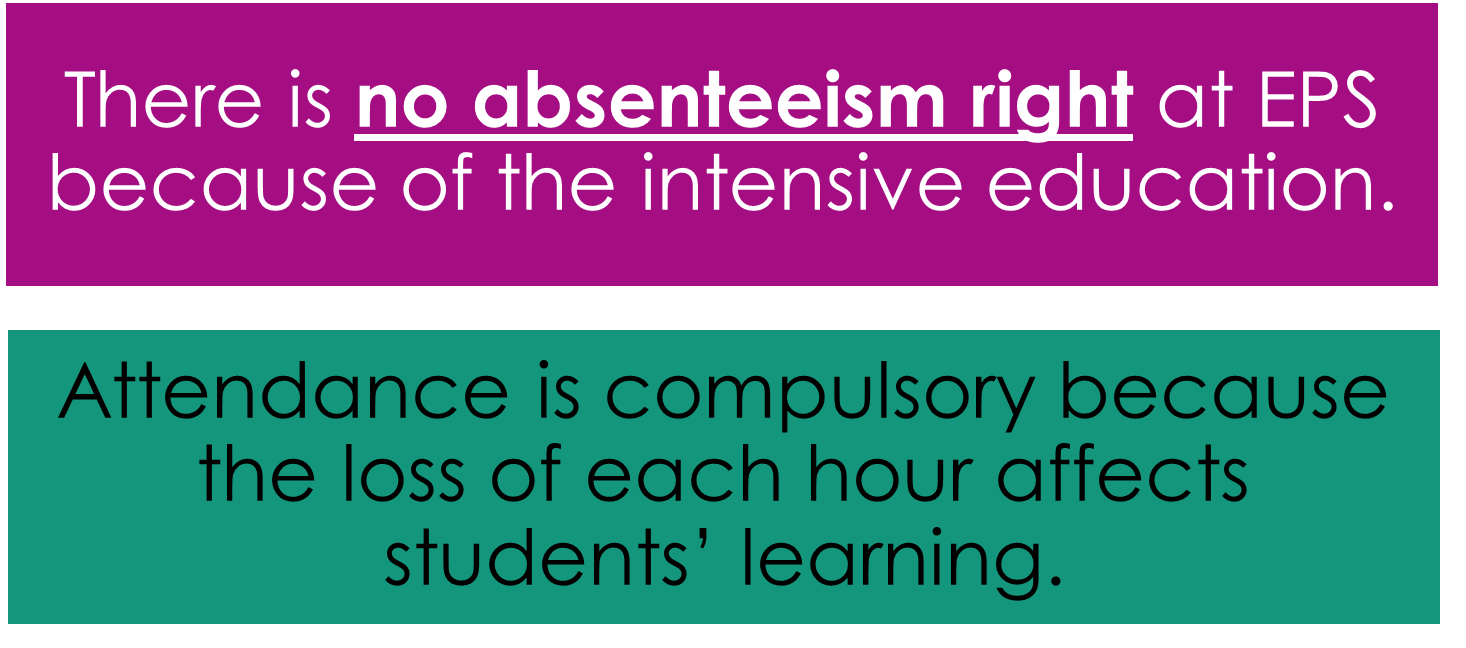 There is no absenteeism right at EPS
because of the intensive education.
Attendance is compulsory because
the loss of each hour affects
students’ learning.